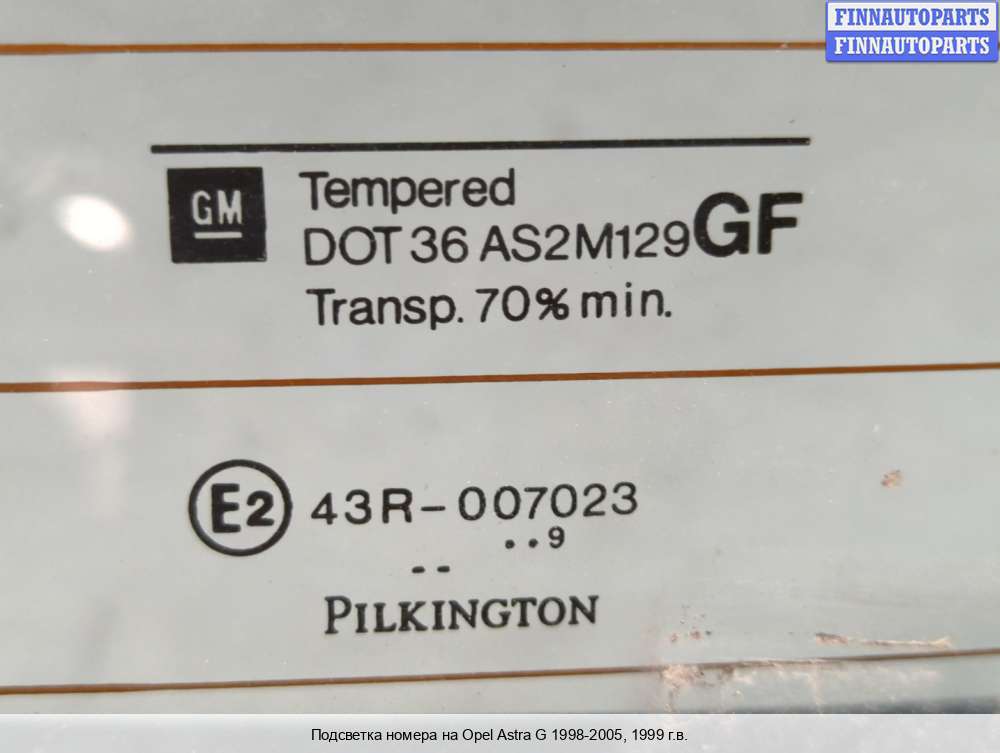 FINNAUTOPARTS
FINNAUTOPARTS
GM
Tempered
DOT 36 AS2M129 GF
Transp. 70% min.
E2 43R-007023
..9
--
PILKINGTON
Подсветка номера на Opel Astra G 1998-2005, 1999 г.в.